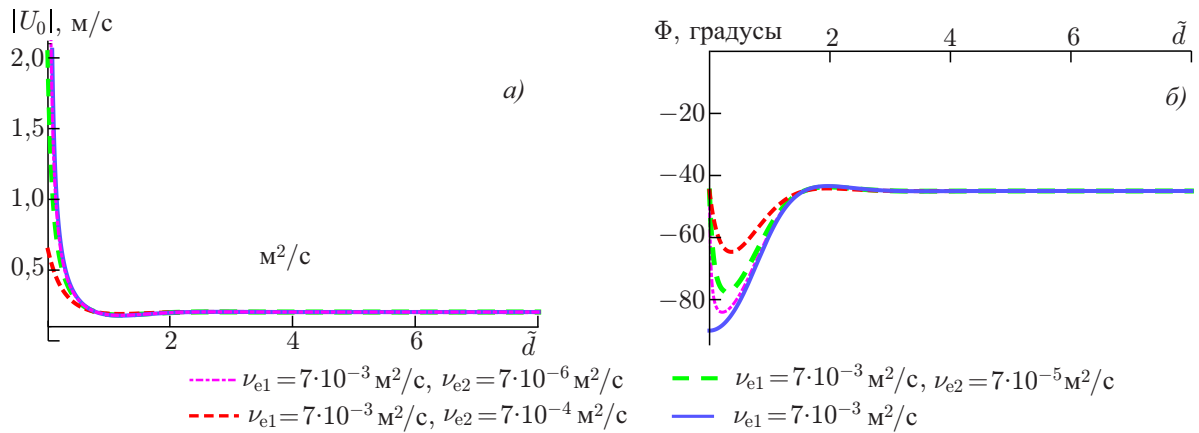 |U₀|, м/с
2,0
1,5
1,0
0,5
а)
м²/с
2 4 6 d̃
Φ, градусы 2 4 6 d̃
−20
−40
−60
−80
б)
νₑ₁=7·10⁻³ м²/с, νₑ₂=7·10⁻⁶ м²/с
νₑ₁=7·10⁻³ м²/с, νₑ₂=7·10⁻⁵ м²/с
νₑ₁=7·10⁻³ м²/с, νₑ₂=7·10⁻⁴ м²/с
νₑ₁=7·10⁻³ м²/с